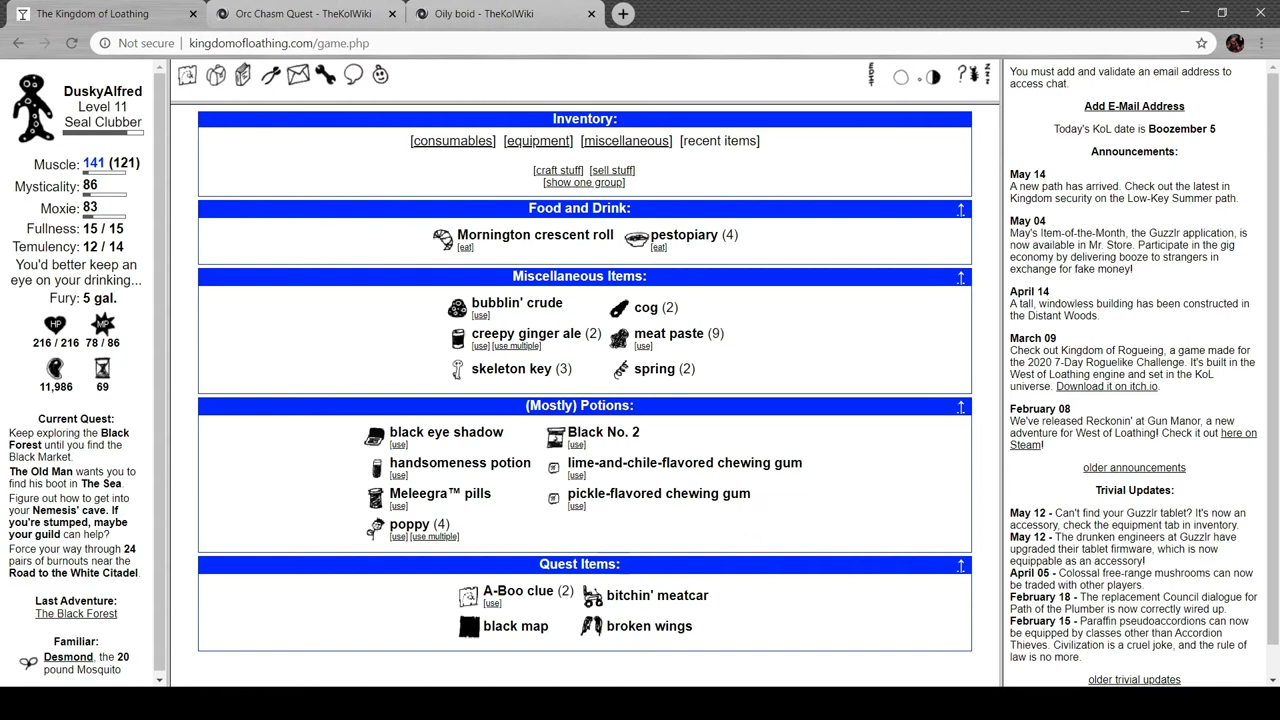 The Kingdom of Loathing
Orc Chasm Quest - TheKolWiki
Oily boid - TheKolWiki
Not secure | kingdomofloathing.com/game.php
DuskyAlfred
Level 11
Seal Clubber
Muscle: 141 (121)
Mysticality: 86
Moxie: 83
Fullness: 15 / 15
Temulency: 12 / 14
You'd better keep an
eye on your drinking...
Fury: 5 gal.
HP MP
216 / 216 78 / 86
11,986 69
Current Quest:
Keep exploring the Black
Forest until you find the
Black Market.
The Old Man wants you to
find his boot in The Sea.
Figure out how to get into
your Nemesis' cave. If
you're stumped, maybe
your guild can help?
Force your way through 24
pairs of burnouts near the
Road to the White Citadel.
Last Adventure:
The Black Forest
Familiar:
Desmond, the 20
pound Mosquito
Inventory:
[consumables] [equipment] [miscellaneous] [recent items]
[craft stuff] [sell stuff]
[show one group]
Food and Drink:
Mornington crescent roll pestopiary (4)
[eat] [eat]
Miscellaneous Items:
bubblin' crude cog (2)
[use]
creepy ginger ale (2) meat paste (9)
[use] [use multiple] [use]
skeleton key (3) spring (2)
(Mostly) Potions:
black eye shadow Black No. 2
[use] [use]
handsomeness potion lime-and-chile-flavored chewing gum
[use] [use]
Meleegra™ pills pickle-flavored chewing gum
[use] [use]
poppy (4)
[use] [use multiple]
Quest Items:
A-Boo clue (2) bitchin' meatcar
[use]
black map broken wings
You must add and validate an email address to
access chat.
Add E-Mail Address
Today's KoL date is Boozember 5
Announcements:
May 14
A new path has arrived. Check out the latest in
Kingdom security on the Low-Key Summer path.
May 04
May's Item-of-the-Month, the Guzzlr application, is
now available in Mr. Store. Participate in the gig
economy by delivering booze to strangers in
exchange for fake money!
April 14
A tall, windowless building has been constructed in
the Distant Woods.
March 09
Check out Kingdom of Rogueing, a game made for
the 2020 7-Day Roguelike Challenge. It's built in the
West of Loathing engine and set in the KoL
universe. Download it on itch.io.
February 08
We've released Reckonin' at Gun Manor, a new
adventure for West of Loathing! Check it out here on
Steam!
older announcements
Trivial Updates:
May 12 - Can't find your Guzzlr tablet? It's now an
accessory, check the equipment tab in inventory.
May 12 - The drunken engineers at Guzzlr have
upgraded their tablet firmware, which is now
equippable as an accessory!
April 05 - Colossal free-range mushrooms can now
be traded with other players.
February 18 - The replacement Council dialogue for
Path of the Plumber is now correctly wired up.
February 15 - Paraffin pseudoaccordions can now
be equipped by classes other than Accordion
Thieves. Civilization is a cruel joke, and the rule of
law is no more.
older trivial updates